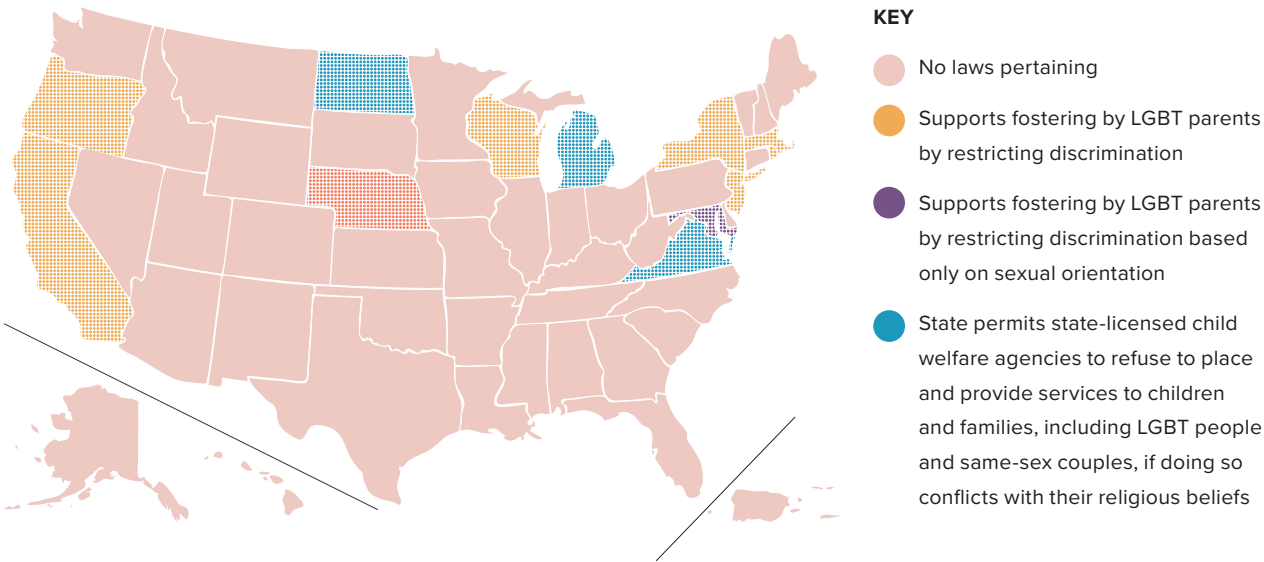 KEY
No laws pertaining
Supports fostering by LGBT parents
by restricting discrimination
Supports fostering by LGBT parents
by restricting discrimination based
only on sexual orientation
State permits state-licensed child
welfare agencies to refuse to place
and provide services to children
and families, including LGBT people
and same-sex couples, if doing so
conflicts with their religious beliefs